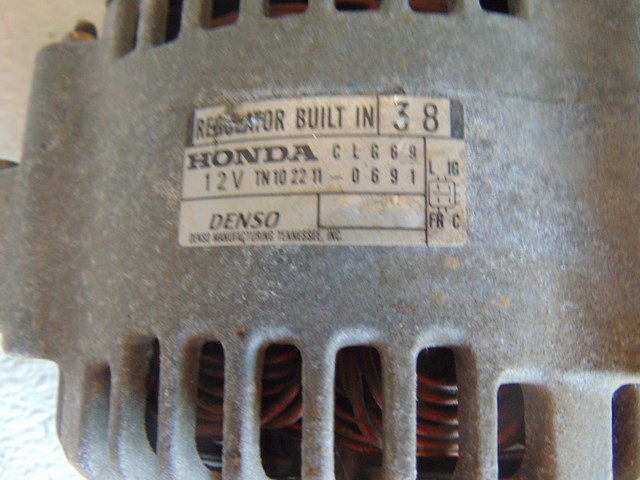 REGULATOR BUILT IN 38
HONDA CLG69
12V TN102211-0691
L IG
FR C
DENSO
DENSO MANUFACTURING TENNESSEE, INC.